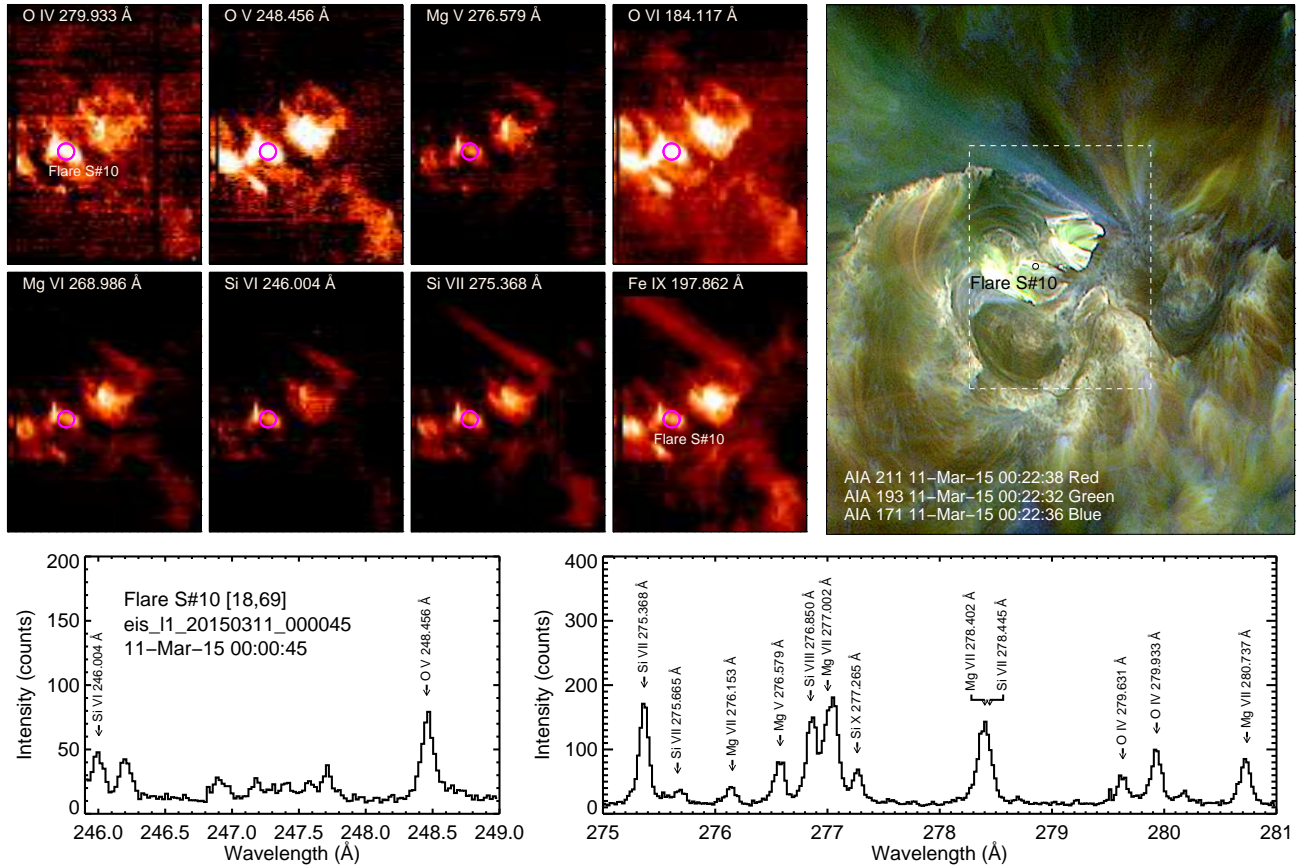 O IV 279.933 Å
O V 248.456 Å
Mg V 276.579 Å
O VI 184.117 Å
Flare S#10
Mg VI 268.986 Å
Si VI 246.004 Å
Si VII 275.368 Å
Fe IX 197.862 Å
Flare S#10
Flare S#10
AIA 211 11−Mar−15 00:22:38 Red
AIA 193 11−Mar−15 00:22:32 Green
AIA 171 11−Mar−15 00:22:36 Blue
Intensity (counts)
200
150
100
50
0
Flare S#10 [18,69]
eis_l1_20150311_000045
11−Mar−15 00:00:45
Si VI 246.004 Å
O V 248.456 Å
246.0 246.5 247.0 247.5 248.0 248.5 249.0
Wavelength (Å)
Intensity (counts)
400
300
200
100
0
Si VII 275.368 Å
Si VII 275.665 Å
Mg VII 276.153 Å
Mg V 276.579 Å
Si VIII 276.850 Å
Mg VII 277.002 Å
Si X 277.265 Å
Mg VII 278.402 Å
Si VII 278.445 Å
O IV 279.631 Å
O IV 279.933 Å
Mg VII 280.737 Å
275 276 277 278 279 280 281
Wavelength (Å)